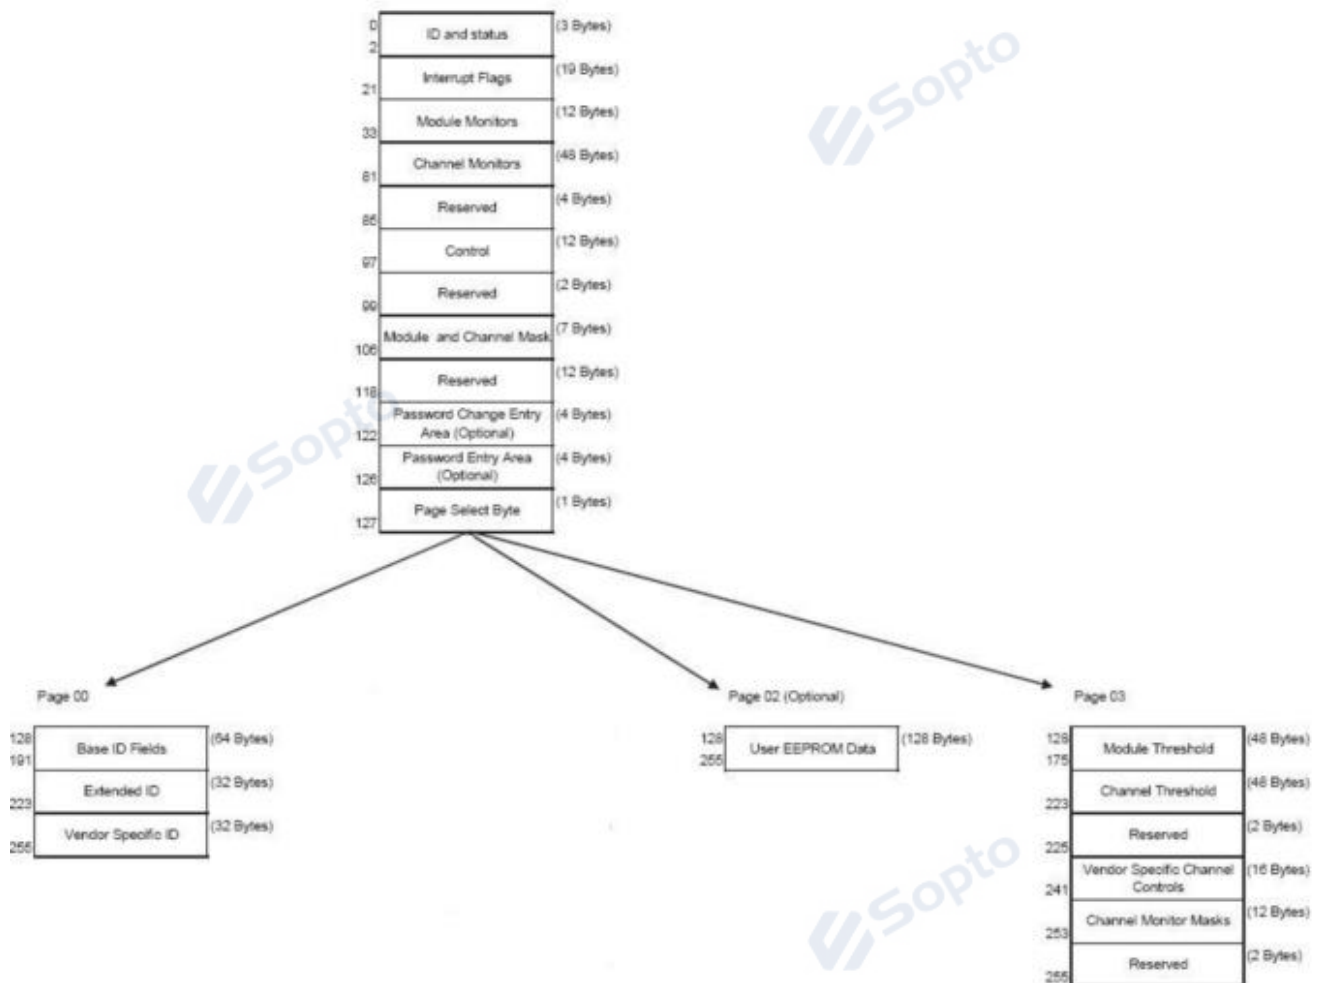 0
ID and status
(3 Bytes)
2
Interrupt Flags
(19 Bytes)
21
Module Monitors
(12 Bytes)
33
Channel Monitors
(48 Bytes)
81
Reserved
(4 Bytes)
85
Control
(12 Bytes)
97
Reserved
(2 Bytes)
99
Module and Channel Mask
(7 Bytes)
106
Reserved
(12 Bytes)
118
Password Change Entry
Area (Optional)
(4 Bytes)
122
Password Entry Area
(Optional)
(4 Bytes)
126
Page Select Byte
(1 Bytes)
127
Page 00
128
Base ID Fields
(64 Bytes)
191
Extended ID
(32 Bytes)
223
Vendor Specific ID
(32 Bytes)
255
Page 02 (Optional)
128
User EEPROM Data
(128 Bytes)
255
Page 03
128
Module Threshold
(48 Bytes)
175
Channel Threshold
(48 Bytes)
223
Reserved
(2 Bytes)
225
Vendor Specific Channel
Controls
(16 Bytes)
241
Channel Monitor Masks
(12 Bytes)
253
Reserved
(2 Bytes)
255
Sopto
Sopto
Sopto